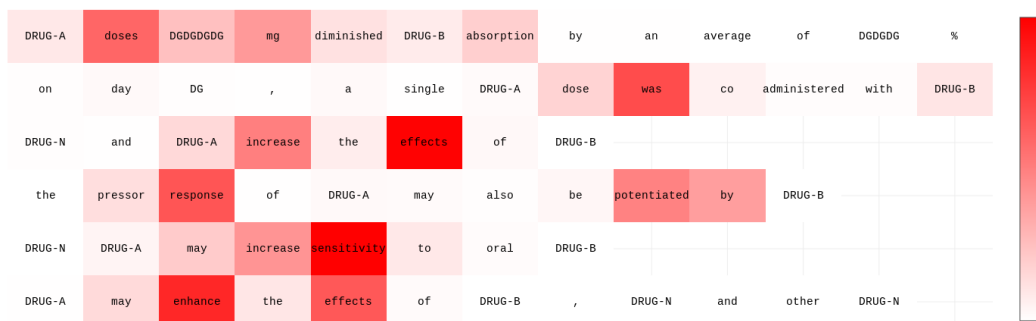 DRUG-A doses DGDGDGDG mg diminished DRUG-B absorption by an average of DGDGDG %
on day DG , a single DRUG-A dose was co administered with DRUG-B
DRUG-N and DRUG-A increase the effects of DRUG-B
the pressor response of DRUG-A may also be potentiated by DRUG-B
DRUG-N DRUG-A may increase sensitivity to oral DRUG-B
DRUG-A may enhance the effects of DRUG-B , DRUG-N and other DRUG-N